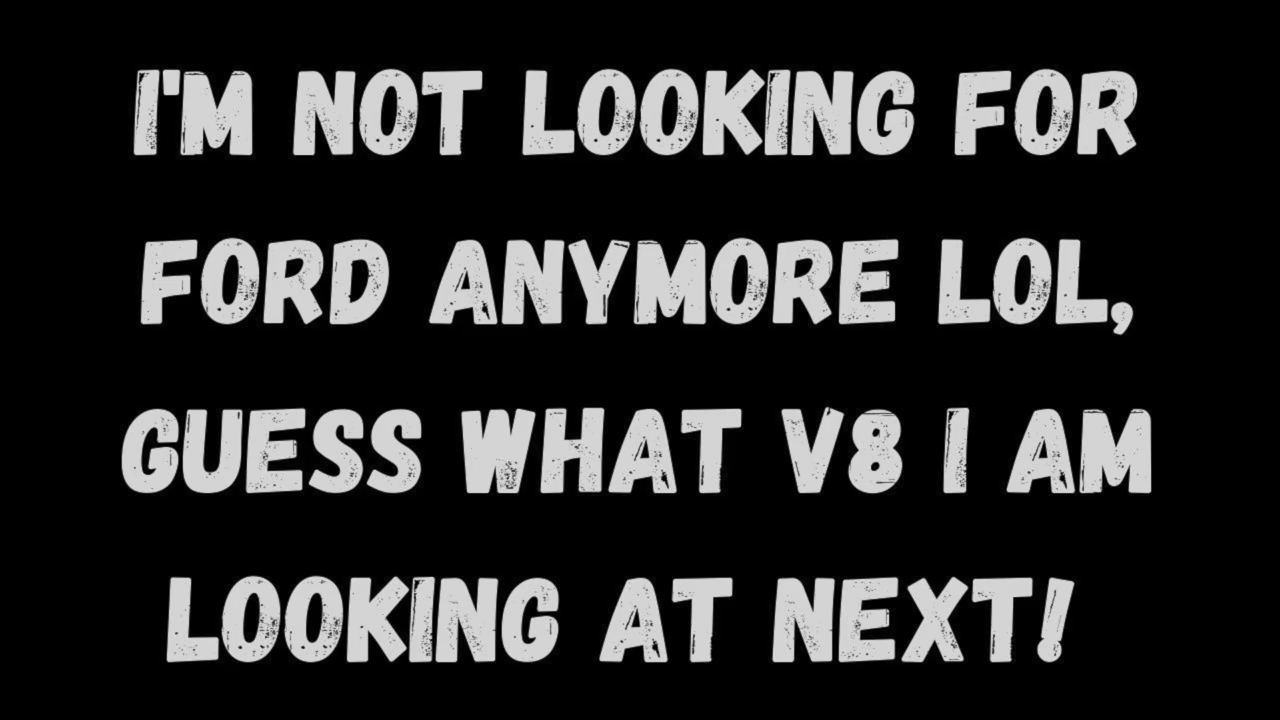 I'M NOT LOOKING FOR
FORD ANYMORE LOL,
GUESS WHAT V8 I AM
LOOKING AT NEXT!